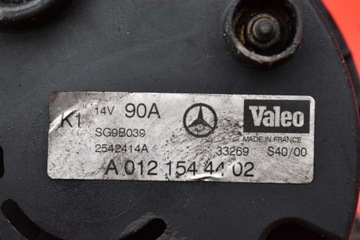 K1 14V 90A Valeo
SG9B039 MADE IN FRANCE
2542414A 33269 S40/00
A 012 154 44 02